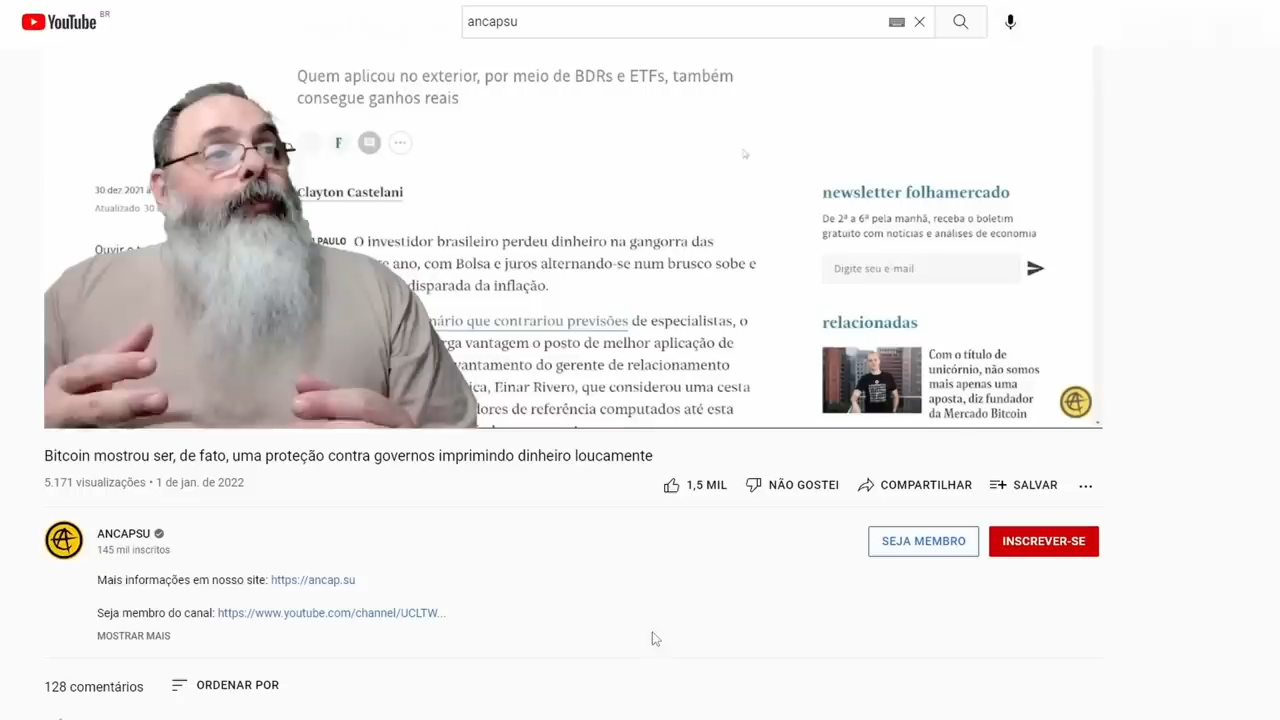 YouTube BR
ancapsu
Quem aplicou no exterior, por meio de BDRs e ETFs, também
consegue ganhos reais
F
30 dez 2021 à
Clayton Castelani
Atualizado 30
newsletter folhamercado
De 2ª a 6ª pela manhã, receba o boletim
gratuito com notícias e análises de economia
Ouvir o
PAULO O investidor brasileiro perdeu dinheiro na gangorra das
ano, com Bolsa e juros alternando-se num brusco sobe e
disparada da inflação.
Digite seu e-mail
nário que contrariou previsões de especialistas, o
rga vantagem o posto de melhor aplicação de
vantamento do gerente de relacionamento
ica, Einar Rivero, que considerou uma cesta
dores de referência computados até esta
relacionadas
Com o título de
unicórnio, não somos
mais apenas uma
aposta, diz fundador
da Mercado Bitcoin
Bitcoin mostrou ser, de fato, uma proteção contra governos imprimindo dinheiro loucamente
5.171 visualizações • 1 de jan. de 2022
1,5 MIL NÃO GOSTEI COMPARTILHAR SALVAR ...
ANCAPSU
145 mil inscritos
SEJA MEMBRO INSCREVER-SE
Mais informações em nosso site: https://ancap.su
Seja membro do canal: https://www.youtube.com/channel/UCLTW...
MOSTRAR MAIS
128 comentários ORDENAR POR